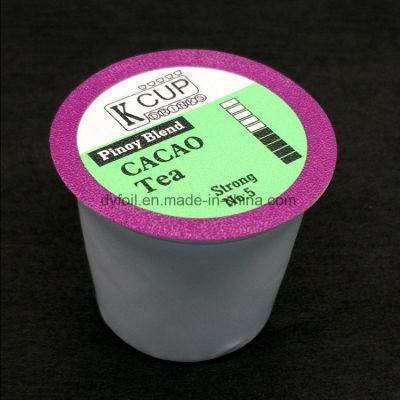 K CUP
Pinoy Blend
CACAO
Tea
Strong
No.5
dyfoil.en.made-in-china.com